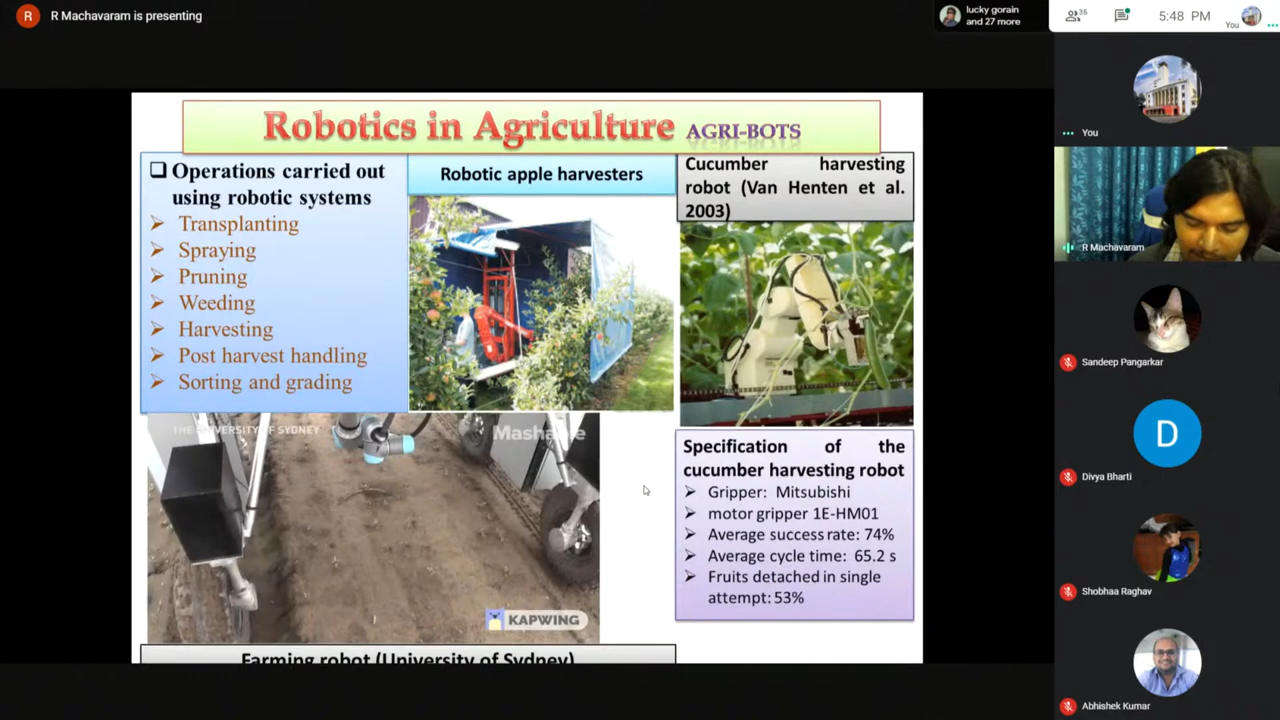 R
R Machavaram is presenting
lucky gorain
and 27 more
35
5:48 PM
You
Robotics in Agriculture AGRI-BOTS
Operations carried out
using robotic systems
Transplanting
Spraying
Pruning
Weeding
Harvesting
Post harvest handling
Sorting and grading
Robotic apple harvesters
Cucumber harvesting
robot (Van Henten et al.
2003)
THE UNIVERSITY OF SYDNEY
Mashable
KAPWING
Farming robot (University of Sydney)
Specification of the
cucumber harvesting robot
Gripper: Mitsubishi
motor gripper 1E-HM01
Average success rate: 74%
Average cycle time: 65.2 s
Fruits detached in single
attempt: 53%
You
R Machavaram
Sandeep Pangarkar
D
Divya Bharti
Shobhaa Raghav
Abhishek Kumar